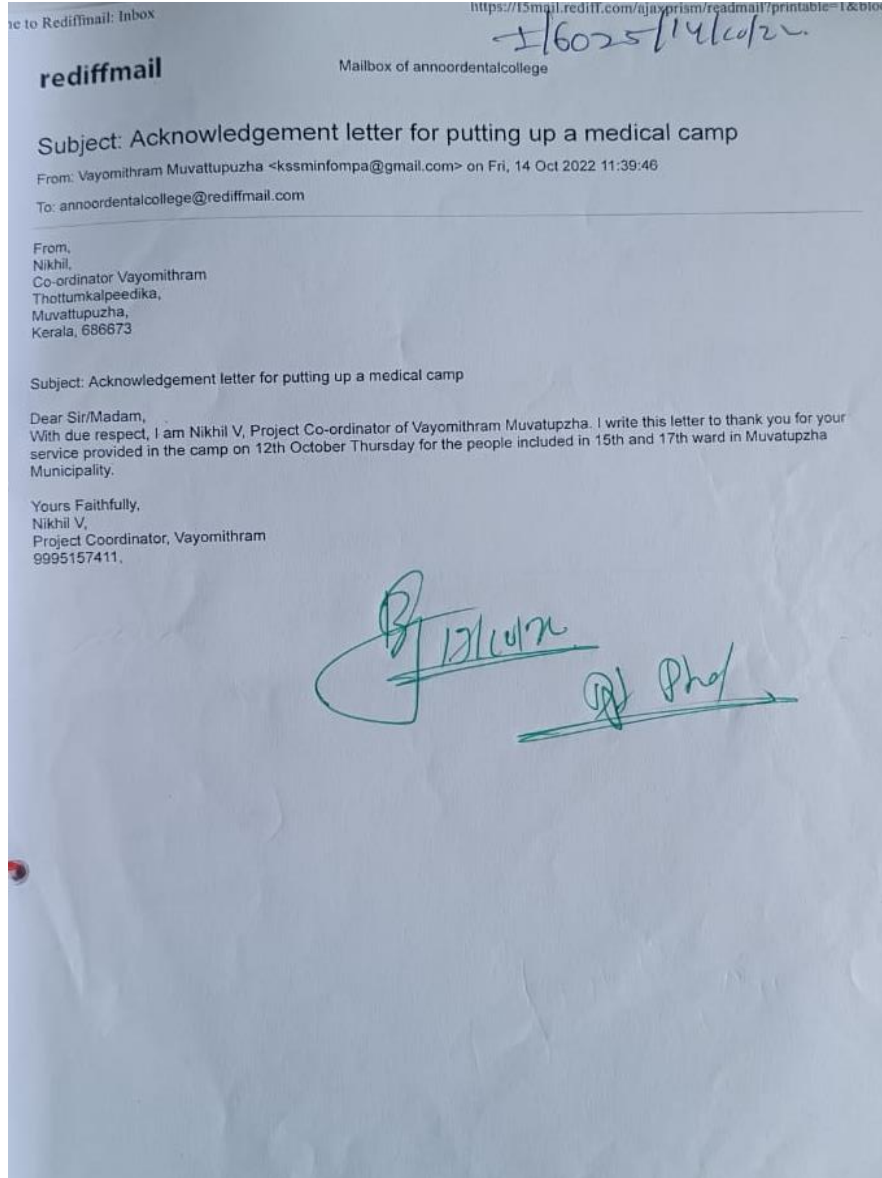 ne to Rediffmail: Inbox
https://f5mail.rediff.com/ajaxprism/readmail?printable=1&bloc
I/6025/14/10/22.
rediffmail
Mailbox of annoordentalcollege
Subject: Acknowledgement letter for putting up a medical camp
From: Vayomithram Muvattupuzha <kssminfompa@gmail.com> on Fri, 14 Oct 2022 11:39:46
To: annoordentalcollege@rediffmail.com
From,
Nikhil,
Co-ordinator Vayomithram
Thottumkalpeedika,
Muvattupuzha,
Kerala, 686673
Subject: Acknowledgement letter for putting up a medical camp
Dear Sir/Madam,
With due respect, I am Nikhil V, Project Co-ordinator of Vayomithram Muvatupzha. I write this letter to thank you for your
service provided in the camp on 12th October Thursday for the people included in 15th and 17th ward in Muvatupzha
Municipality.
Yours Faithfully,
Nikhil V,
Project Coordinator, Vayomithram
9995157411,